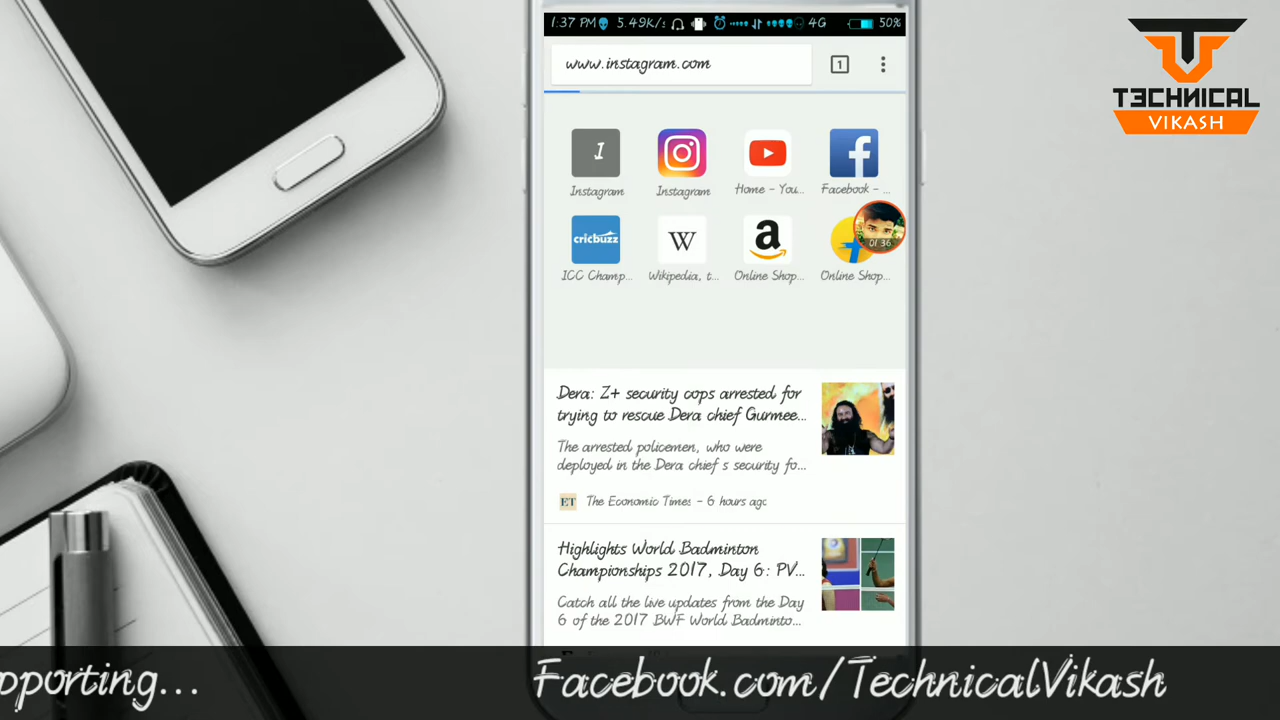 1:37 PM 5.49K/s 4G 50%
www.instagram.com
1
I
Instagram
Instagram
Home - You...
Facebook - ...
cricbuzz
W
a
01 36
ICC Champ...
Wikipedia, t...
Online Shop...
Online Shop...
Dera: Z+ security cops arrested for
trying to rescue Dera chief Gurmee...
The arrested policemen, who were
deployed in the Dera chief s security fo...
ET The Economic Times - 6 hours ago
Highlights World Badminton
Championships 2017, Day 6: PV...
Catch all the live updates from the Day
6 of the 2017 BWF World Badminto...
T3CHNICAL
VIKASH
pporting...
Facebook.com/TechnicalVikash